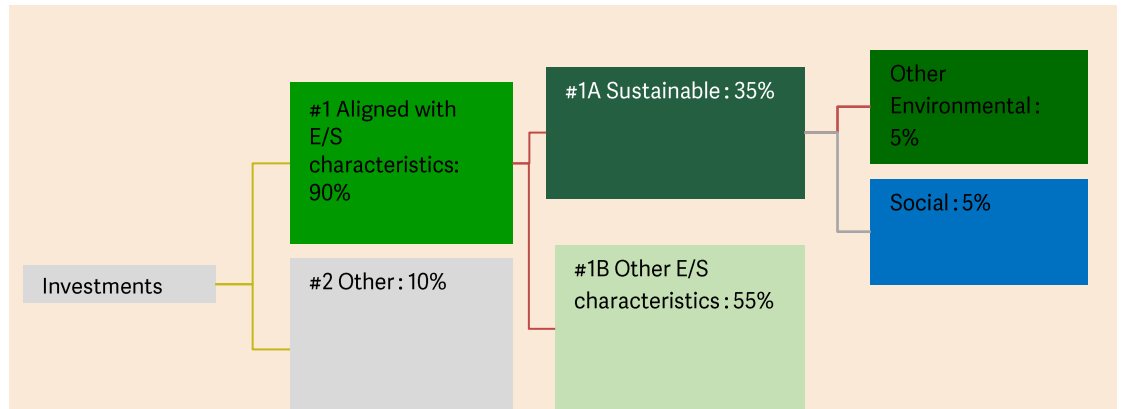 Investments
#1 Aligned with
E/S
characteristics:
90%
#2 Other : 10%
#1A Sustainable : 35%
#1B Other E/S
characteristics : 55%
Other
Environmental :
5%
Social : 5%